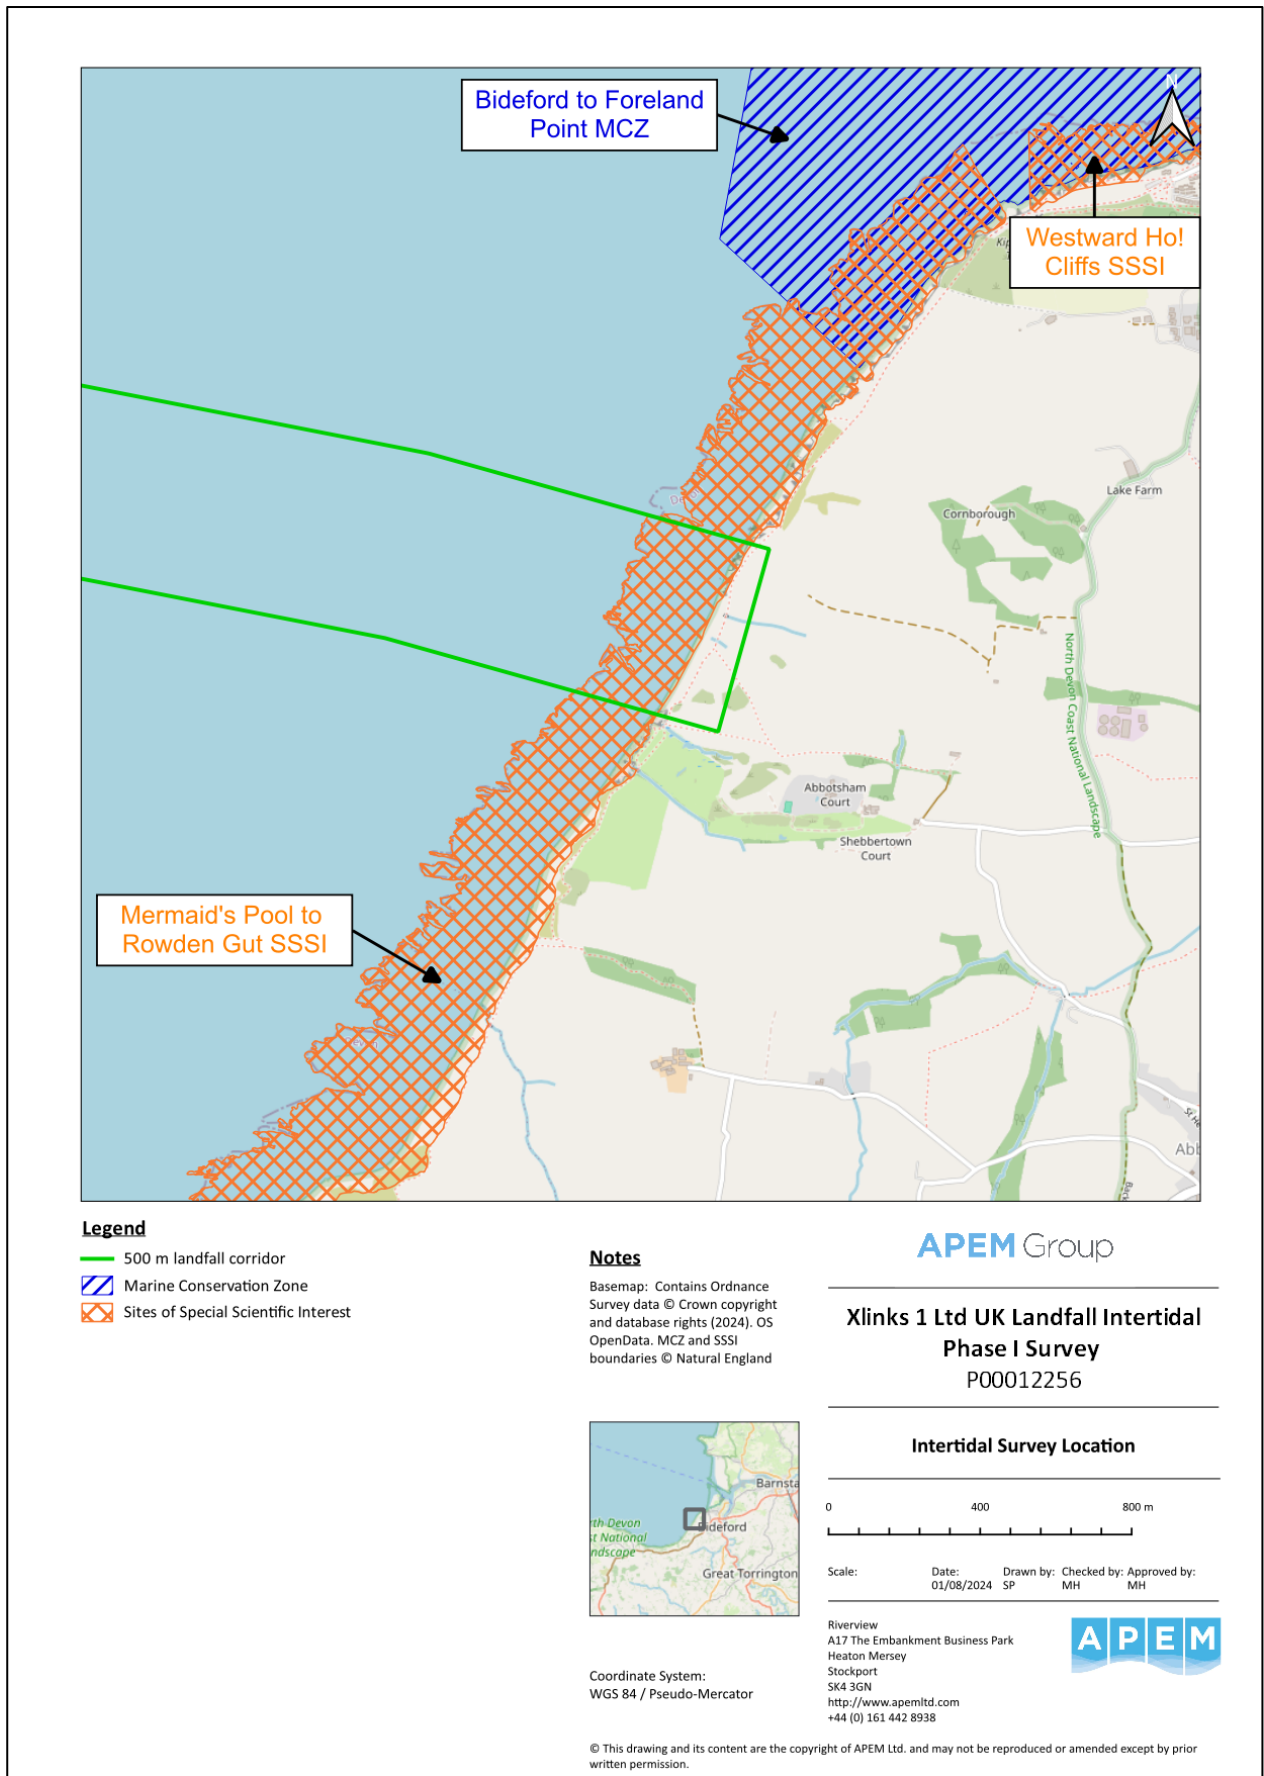 N
Bideford to Foreland
Point MCZ
Westward Ho!
Cliffs SSSI
Lake Farm
Cornborough
North Devon Coast National Landscape
Abbotsham
Court
Shebbertown
Court
Mermaid's Pool to
Rowden Gut SSSI
Devon
Legend
500 m landfall corridor
Marine Conservation Zone
Sites of Special Scientific Interest
Notes
Basemap: Contains Ordnance
Survey data © Crown copyright
and database rights (2024). OS
OpenData. MCZ and SSSI
boundaries © Natural England
Barnsta
Bideford
rth Devon
st National
ndscape
Great Torrington
Coordinate System:
WGS 84 / Pseudo-Mercator
APEM Group
Xlinks 1 Ltd UK Landfall Intertidal
Phase I Survey
P00012256
Intertidal Survey Location
0 400 800 m
Scale: Date: Drawn by: Checked by: Approved by:
01/08/2024 SP MH MH
Riverview
A17 The Embankment Business Park
Heaton Mersey
Stockport
SK4 3GN
http://www.apemltd.com
+44 (0) 161 442 8938
APEM
© This drawing and its content are the copyright of APEM Ltd. and may not be reproduced or amended except by prior
written permission.